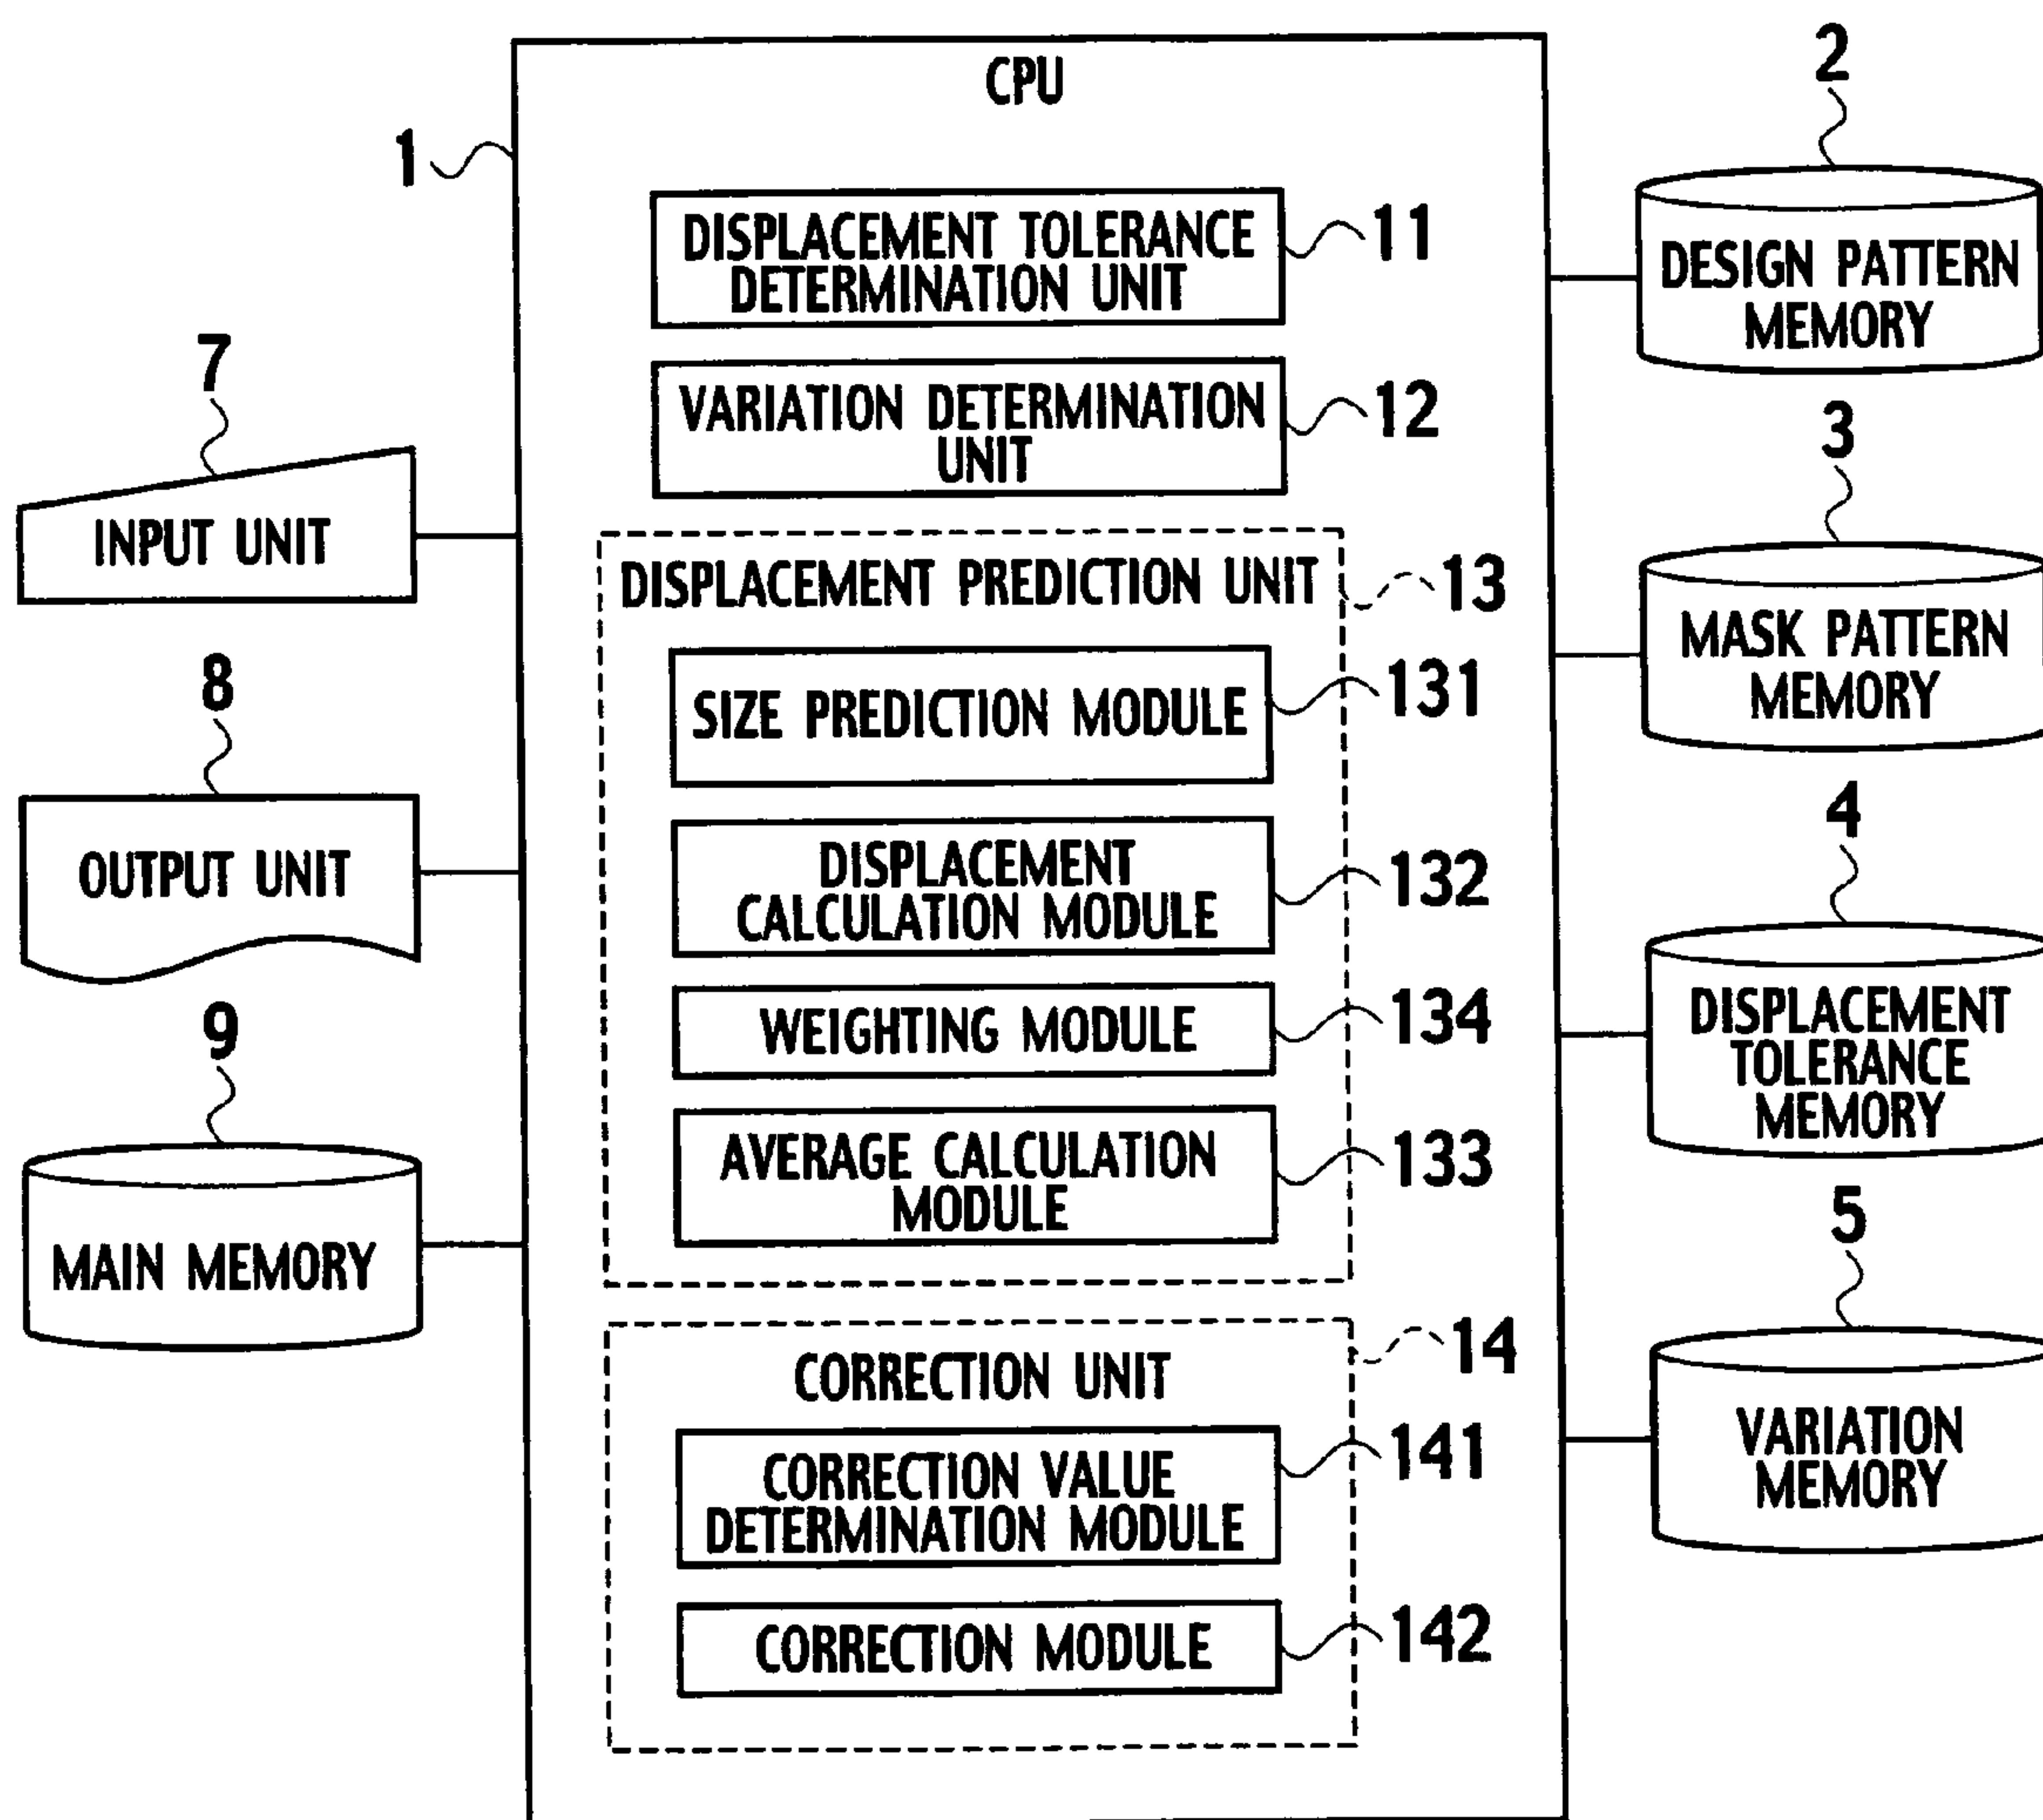 CPU
1
DISPLACEMENT TOLERANCE
DETERMINATION UNIT
11
VARIATION DETERMINATION
UNIT
12
DISPLACEMENT PREDICTION UNIT
13
SIZE PREDICTION MODULE
131
DISPLACEMENT
CALCULATION MODULE
132
WEIGHTING MODULE
134
AVERAGE CALCULATION
MODULE
133
CORRECTION UNIT
14
CORRECTION VALUE
DETERMINATION MODULE
141
CORRECTION MODULE
142
7
INPUT UNIT
8
OUTPUT UNIT
9
MAIN MEMORY
2
DESIGN PATTERN
MEMORY
3
MASK PATTERN
MEMORY
4
DISPLACEMENT
TOLERANCE
MEMORY
5
VARIATION
MEMORY